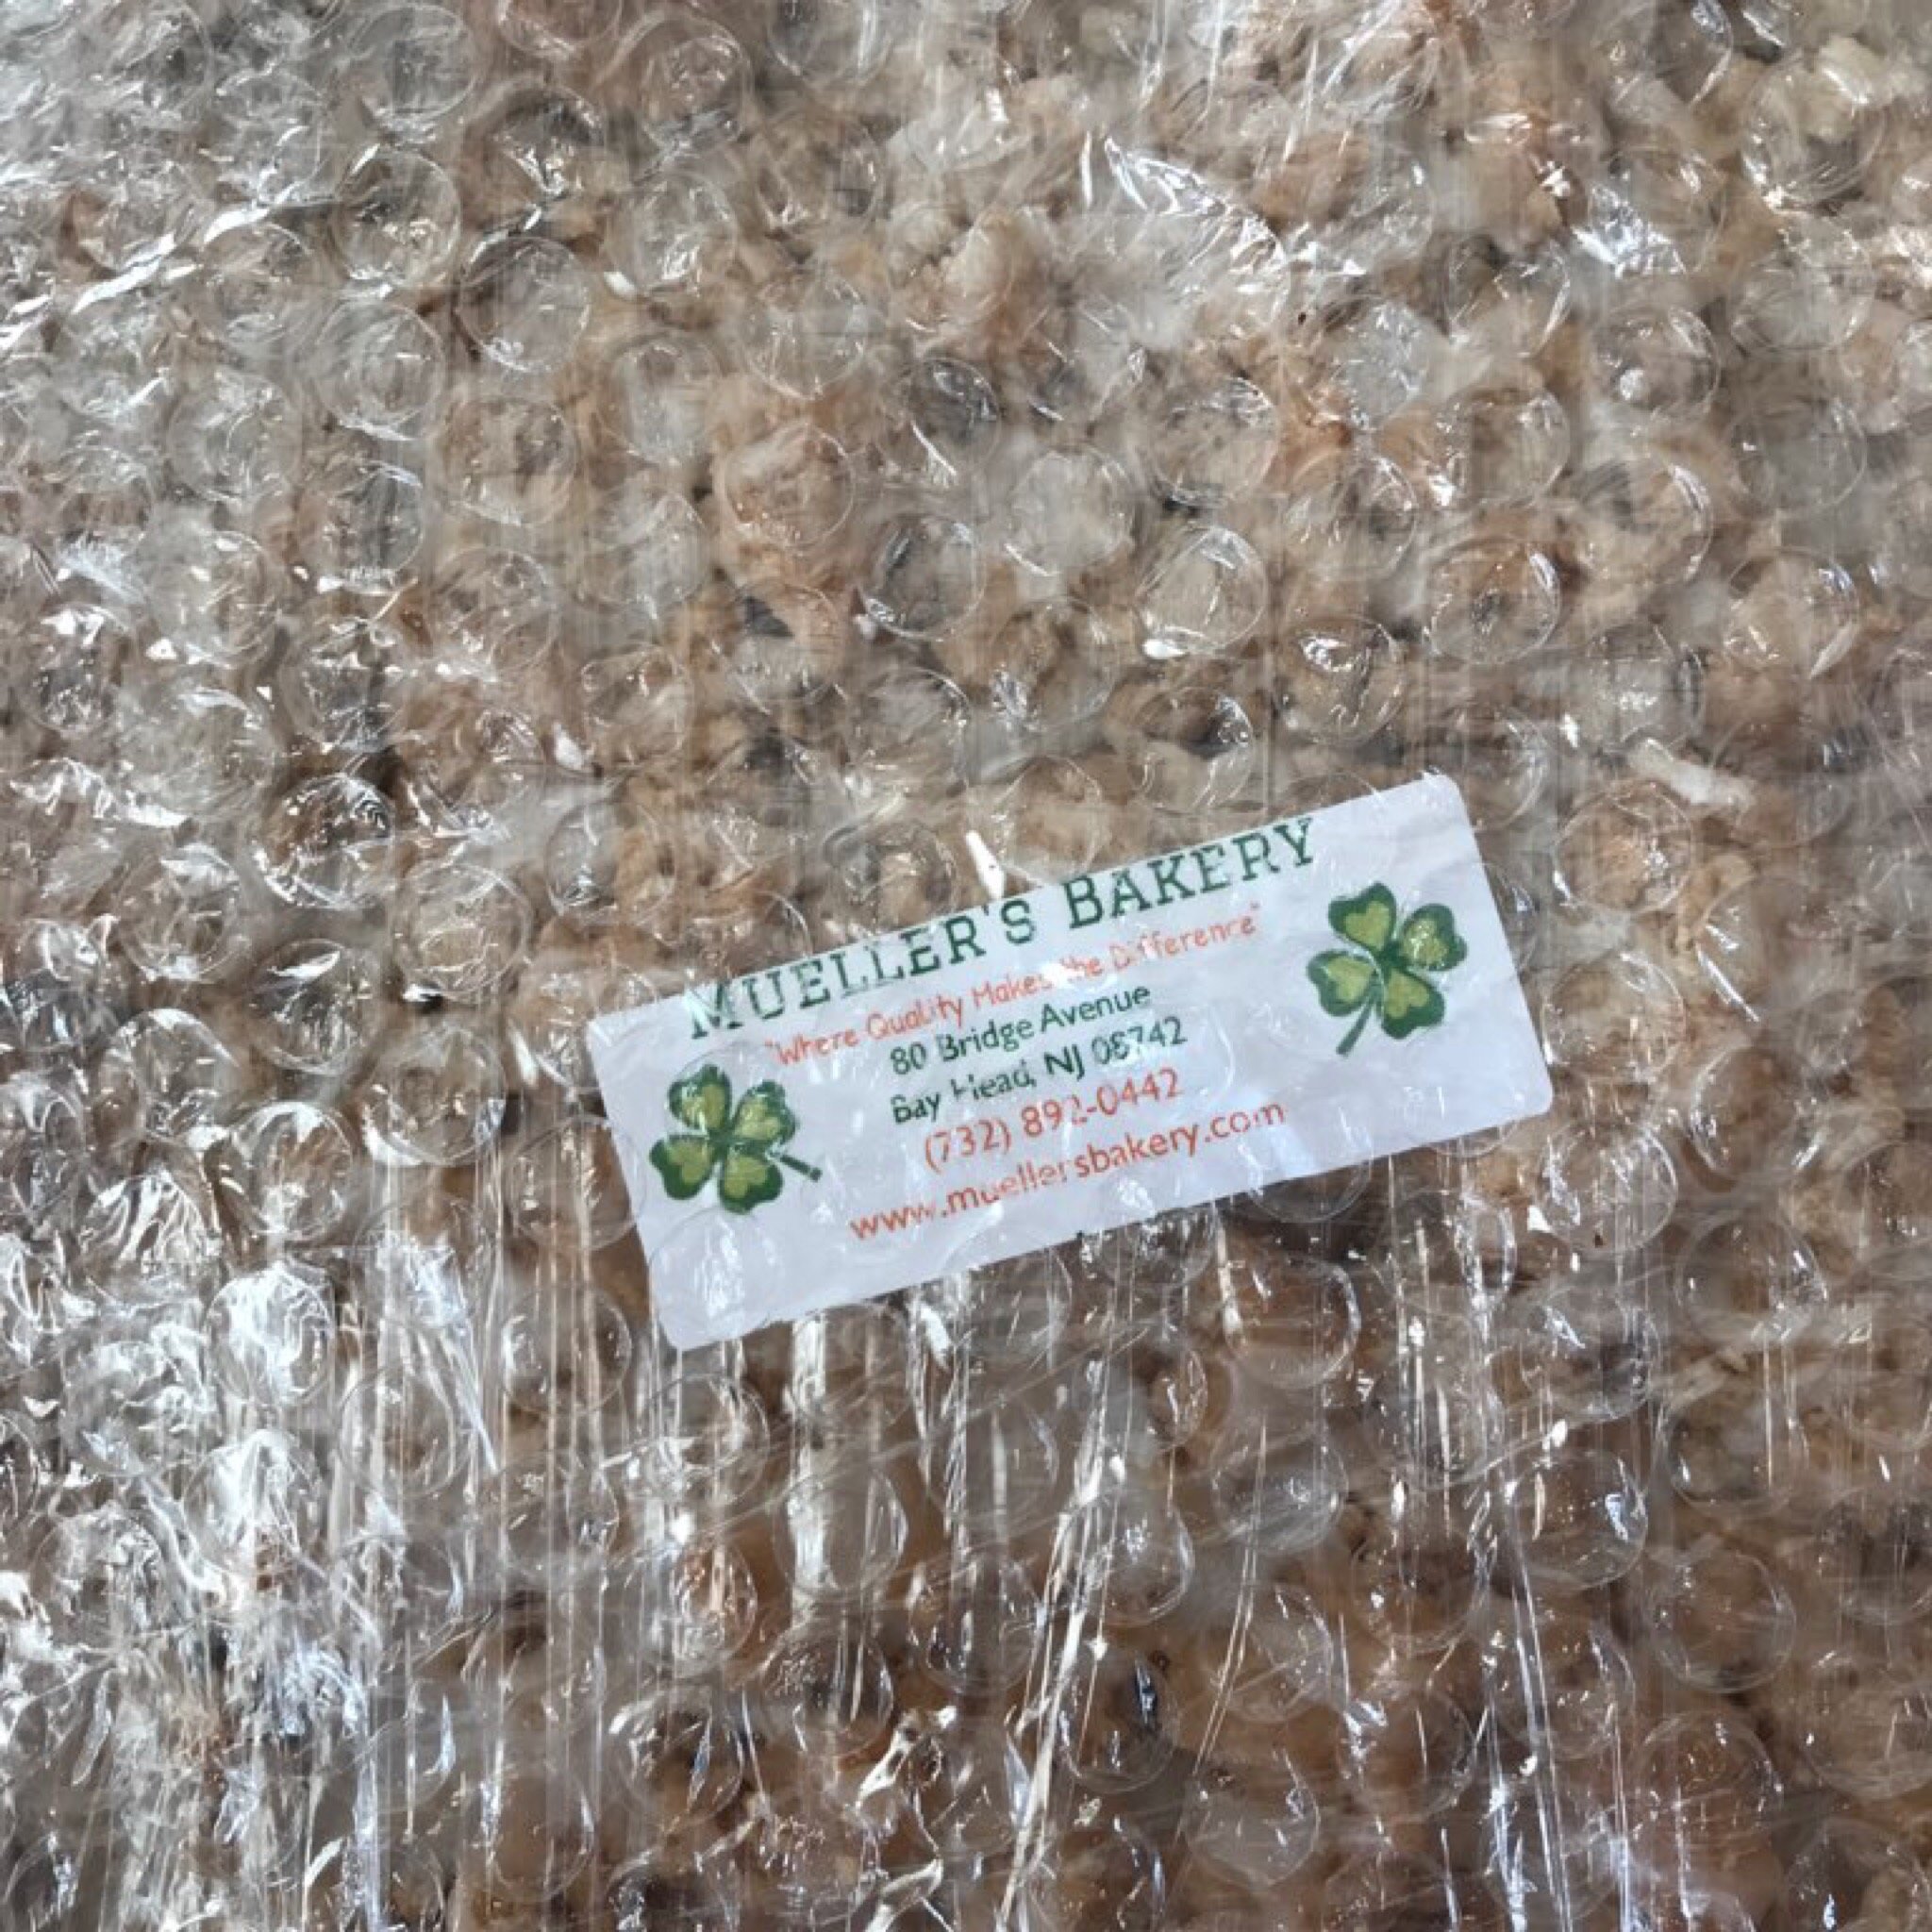 MUELLER'S BAKERY
"Where Quality Makes the Difference"
80 Bridge Avenue
Bay Head, NJ 08742
(732) 892-0442
www.muellersbakery.com